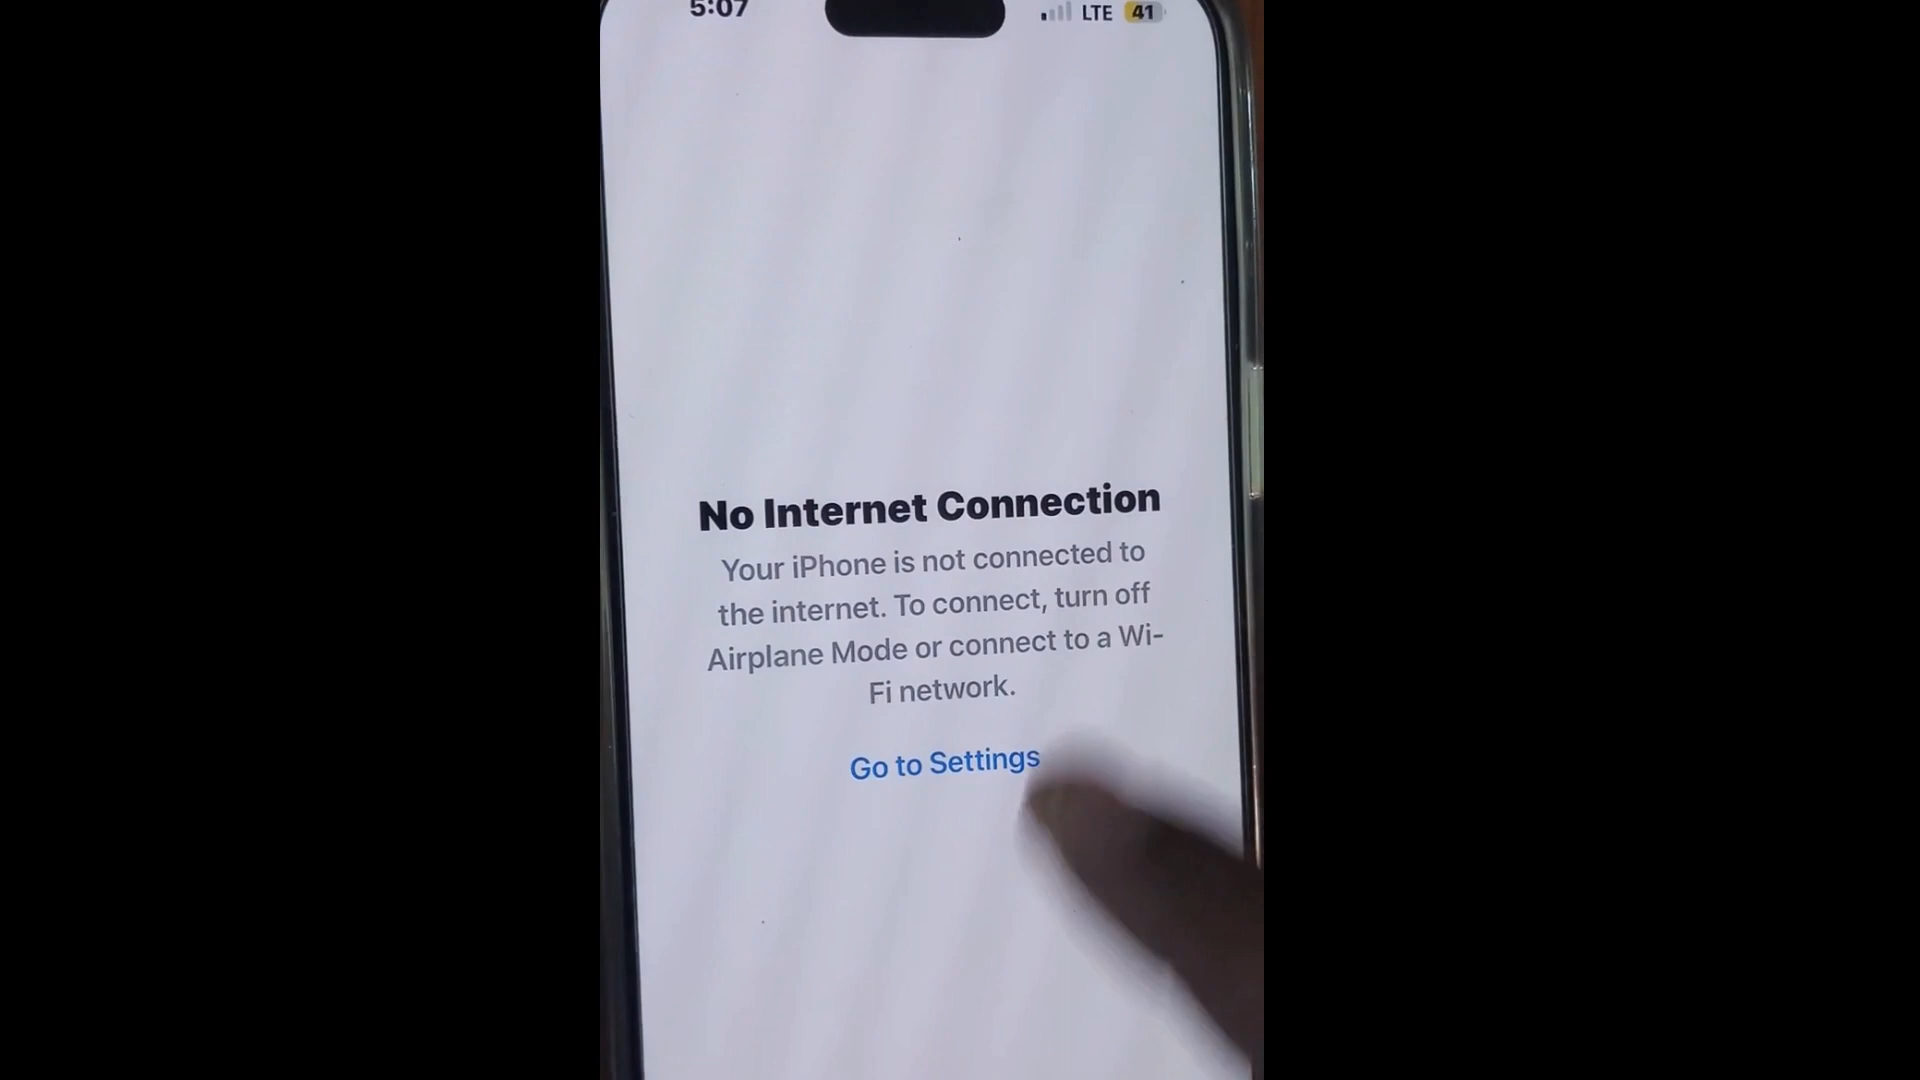 5:07
LTE 41
No Internet Connection
Your iPhone is not connected to
the internet. To connect, turn off
Airplane Mode or connect to a Wi-
Fi network.
Go to Settings